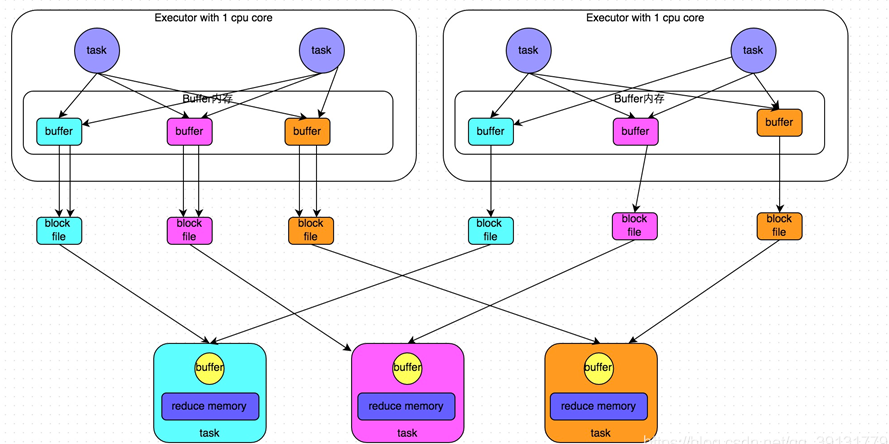 Executor with 1 cpu core
Executor with 1 cpu core
task
task
task
task
Buffer内存
Buffer内存
buffer
buffer
buffer
buffer
buffer
buffer
block
file
block
file
block
file
block
file
block
file
block
file
buffer
buffer
buffer
reduce memory
reduce memory
reduce memory
task
task
task